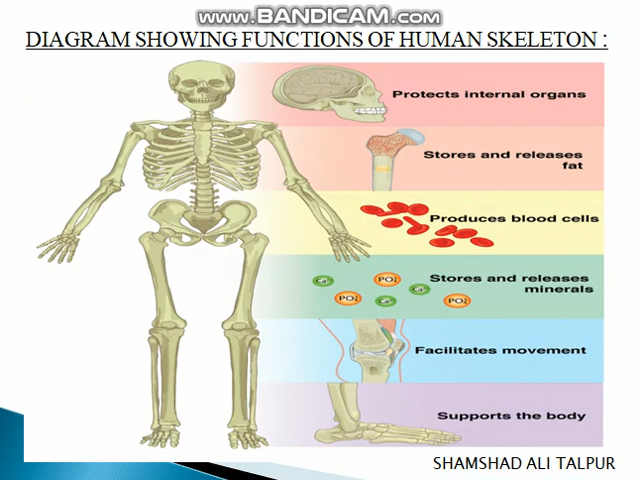 WWW.BANDICAM.COM
DIAGRAM SHOWING FUNCTIONS OF HUMAN SKELETON :
Protects internal organs
Stores and releases
fat
Produces blood cells
Stores and releases
minerals
Facilitates movement
Supports the body
SHAMSHAD ALI TALPUR